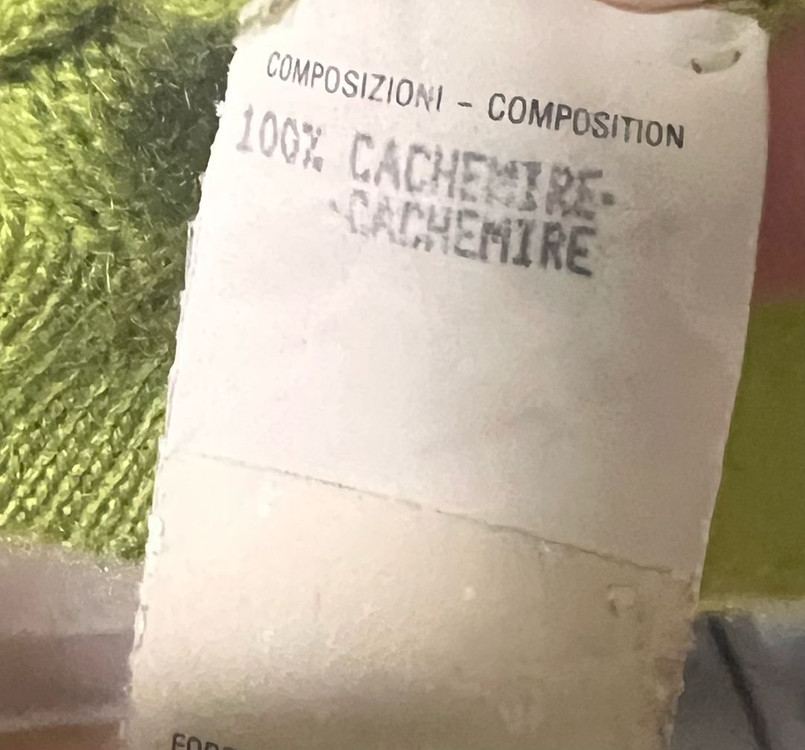 COMPOSIZIONI - COMPOSITION
100% CACHEMIRE-
-CACHEMIRE